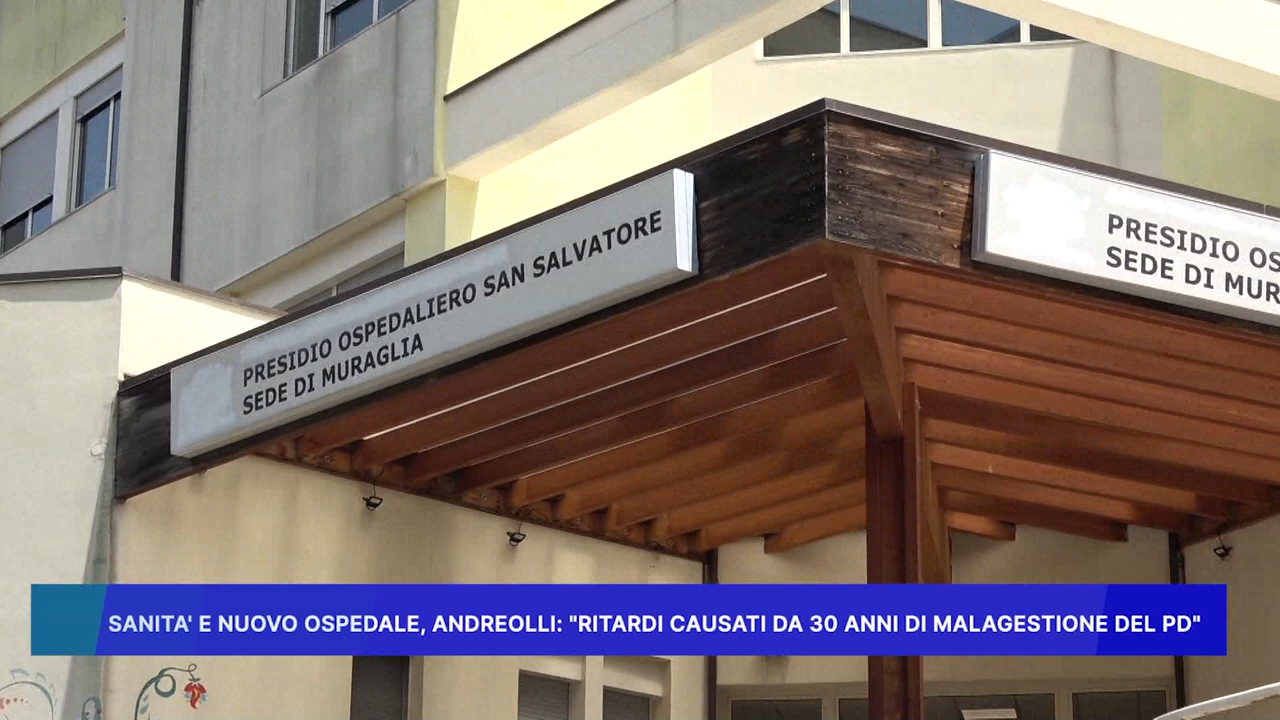 PRESIDIO OSPEDALIERO SAN SALVATORE
SEDE DI MURAGLIA
PRESIDIO OS
SEDE DI MUR
SANITA' E NUOVO OSPEDALE, ANDREOLLI: "RITARDI CAUSATI DA 30 ANNI DI MALAGESTIONE DEL PD"